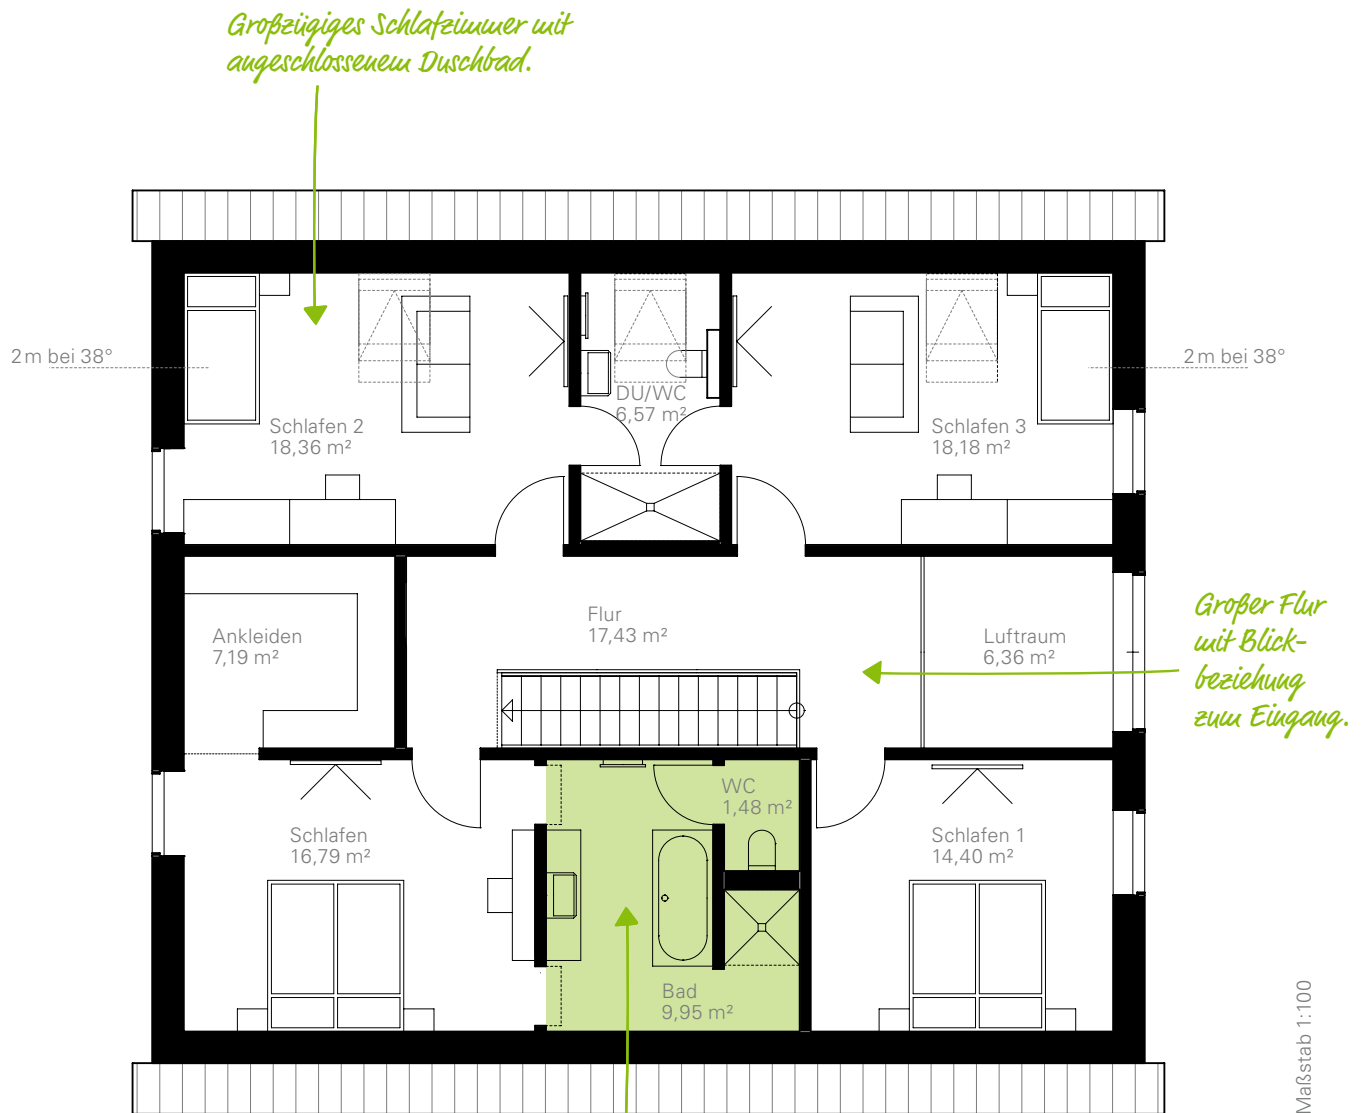 Großzügiges Schlafzimmer mit
angeschlossenem Duschbad.
2 m bei 38°
2 m bei 38°
DU/WC
6,57 m²
Schlafen 2
18,36 m²
Schlafen 3
18,18 m²
Großer Flur
mit Blick-
beziehung
zum Eingang.
Flur
17,43 m²
Ankleiden
7,19 m²
Luftraum
6,36 m²
WC
1,48 m²
Schlafen
16,79 m²
Schlafen 1
14,40 m²
Bad
9,95 m²
Maßstab 1:100